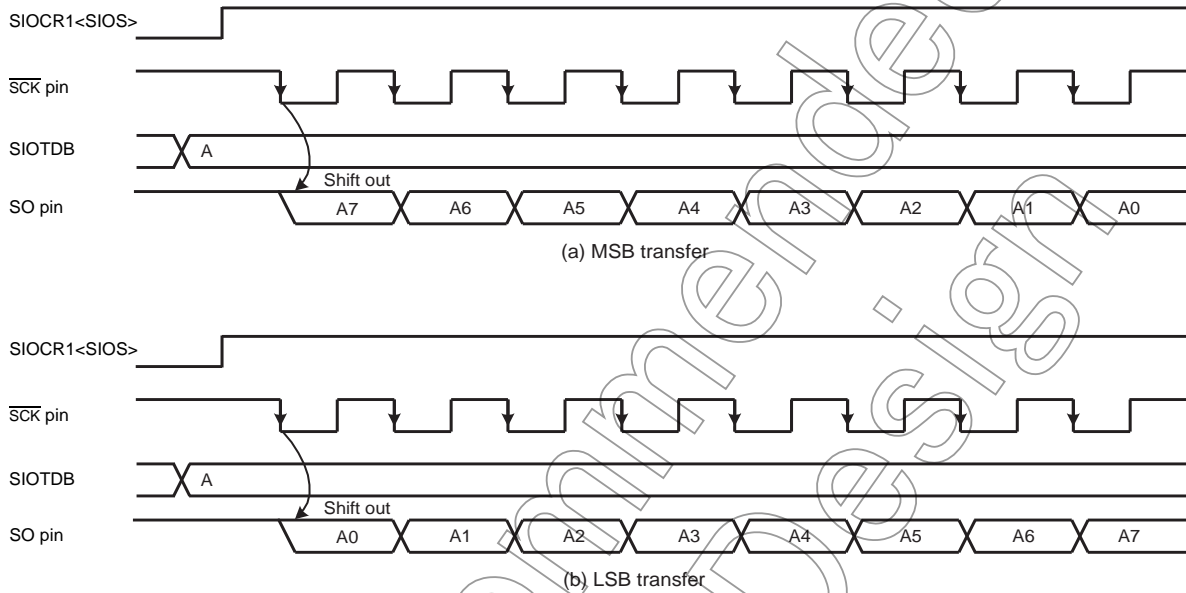 SIOCR1<SIOS>
SCK pin
SIOTDB A
Shift out
SO pin A7 A6 A5 A4 A3 A2 A1 A0
(a) MSB transfer
SIOCR1<SIOS>
SCK pin
SIOTDB A
Shift out
SO pin A0 A1 A2 A3 A4 A5 A6 A7
(b) LSB transfer
Design